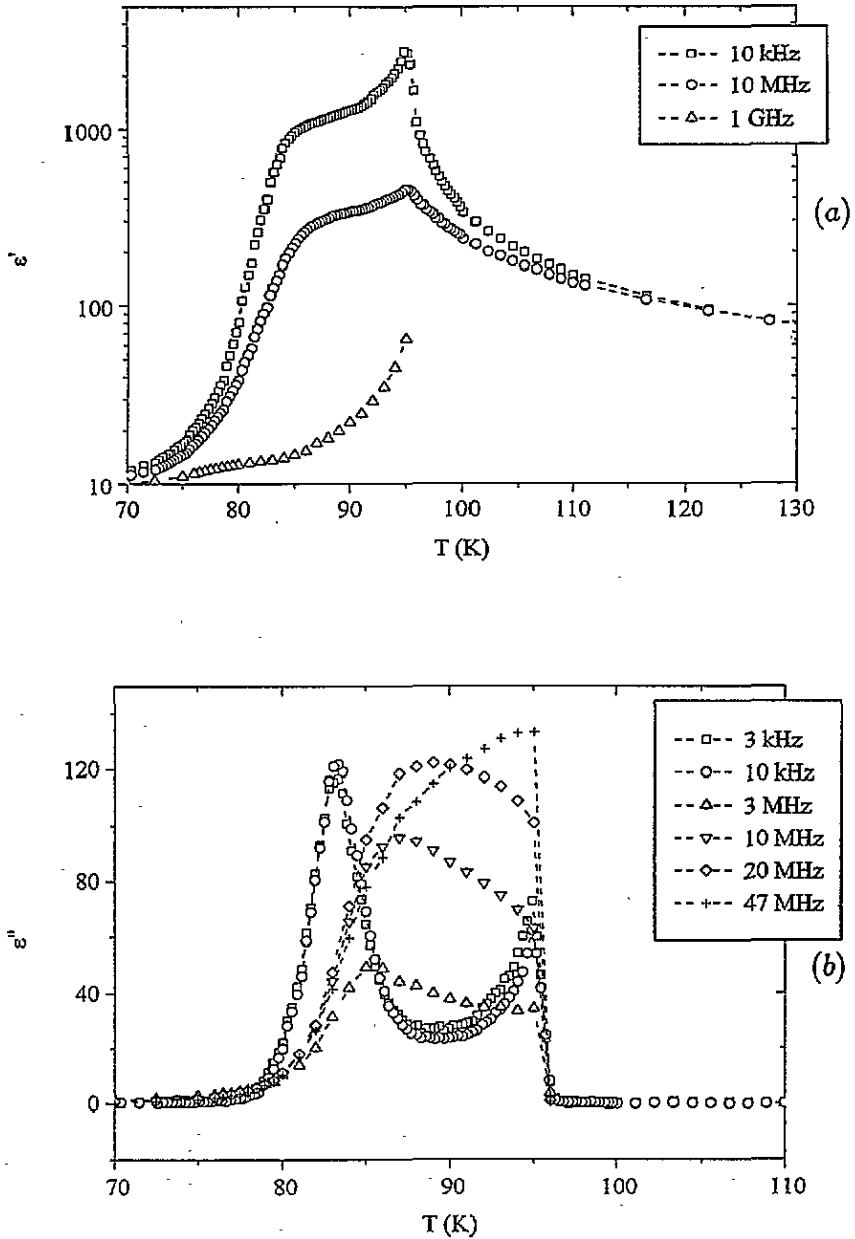 10 kHz
10 MHz
1 GHz
1000
100
10
ε'
(a)
70 80 90 100 110 120 130
T (K)
3 kHz
10 kHz
3 MHz
10 MHz
20 MHz
47 MHz
120
80
40
0
ε"
(b)
70 80 90 100 110
T (K)